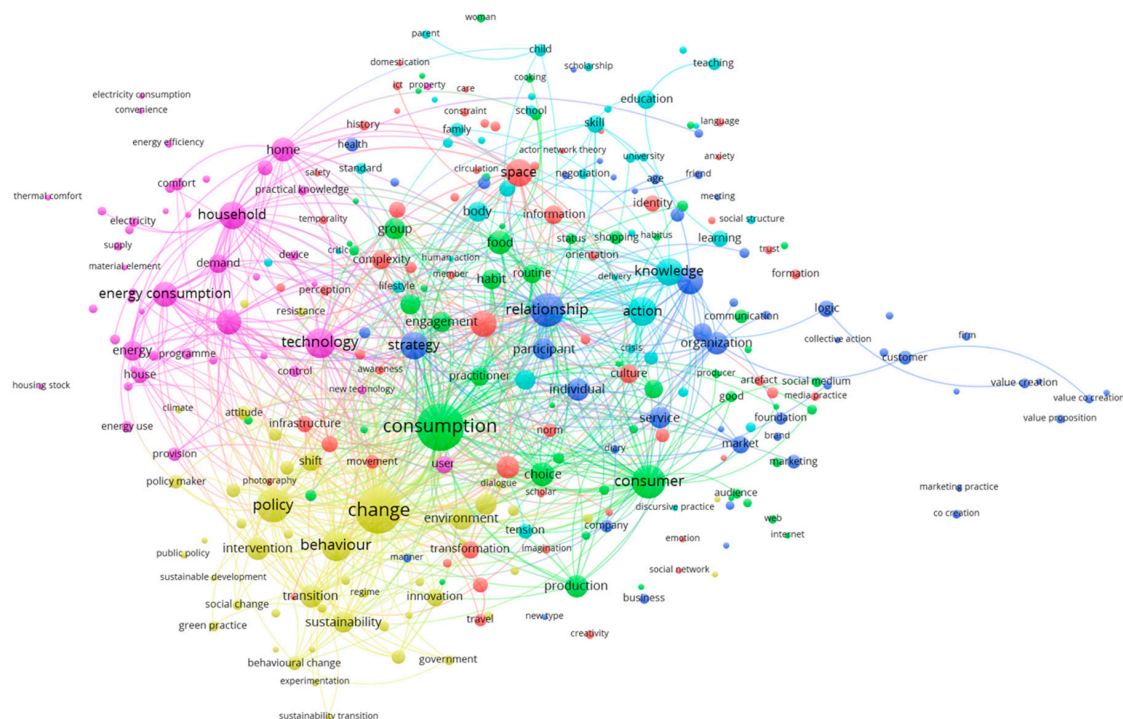 woman
parent
child
domestication
scholarship
teaching
ict
property
care
cooking
electricity consumption
education
convenience
constraint
school
history
skill
language
family
energy efficiency
health
actor network theory
home
university
anxiety
circulation
space
safety
standard
negotiation
age
friend
comfort
practical knowledge
thermal comfort
meeting
identity
body
information
household
temporality
social structure
electricity
group
status
shopping
habitus
learning
food
supply
critic
human action
orientation
trust
device
demand
complexity
material element
member
routine
delivery
knowledge
formation
perception
lifestyle
habit
energy consumption
resistance
relationship
action
communication
logic
engagement
collective action
firm
technology
strategy
organization
energy
programme
participant
crisis
customer
control
awareness
culture
house
practitioner
producer
artefact
social medium
housing stock
new technology
individual
good
media practice
value creation
value co creation
climate
attitude
consumption
service
foundation
value proposition
energy use
infrastructure
norm
diary
market
brand
provision
shift
movement
user
marketing
policy maker
photography
dialogue
choice
consumer
scholar
audience
marketing practice
policy
change
discursive practice
environment
web
co creation
tension
company
internet
behaviour
emotion
public policy
intervention
transformation
imagination
manner
social network
sustainable development
production
transition
regime
innovation
social change
business
sustainability
travel
new type
green practice
creativity
behavioural change
government
experimentation
sustainability transition